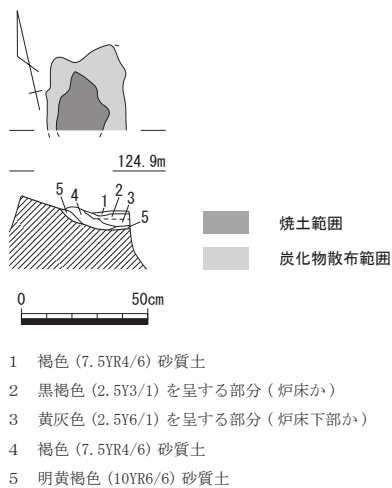 124.9m
5 4 1 2 3 5
焼土範囲
炭化物散布範囲
0 50cm
1 褐色 (7.5YR4/6) 砂質土
2 黒褐色 (2.5Y3/1) を呈する部分 ( 炉床か )
3 黄灰色 (2.5Y6/1) を呈する部分 ( 炉床下部か )
4 褐色 (7.5YR4/6) 砂質土
5 明黄褐色 (10YR6/6) 砂質土